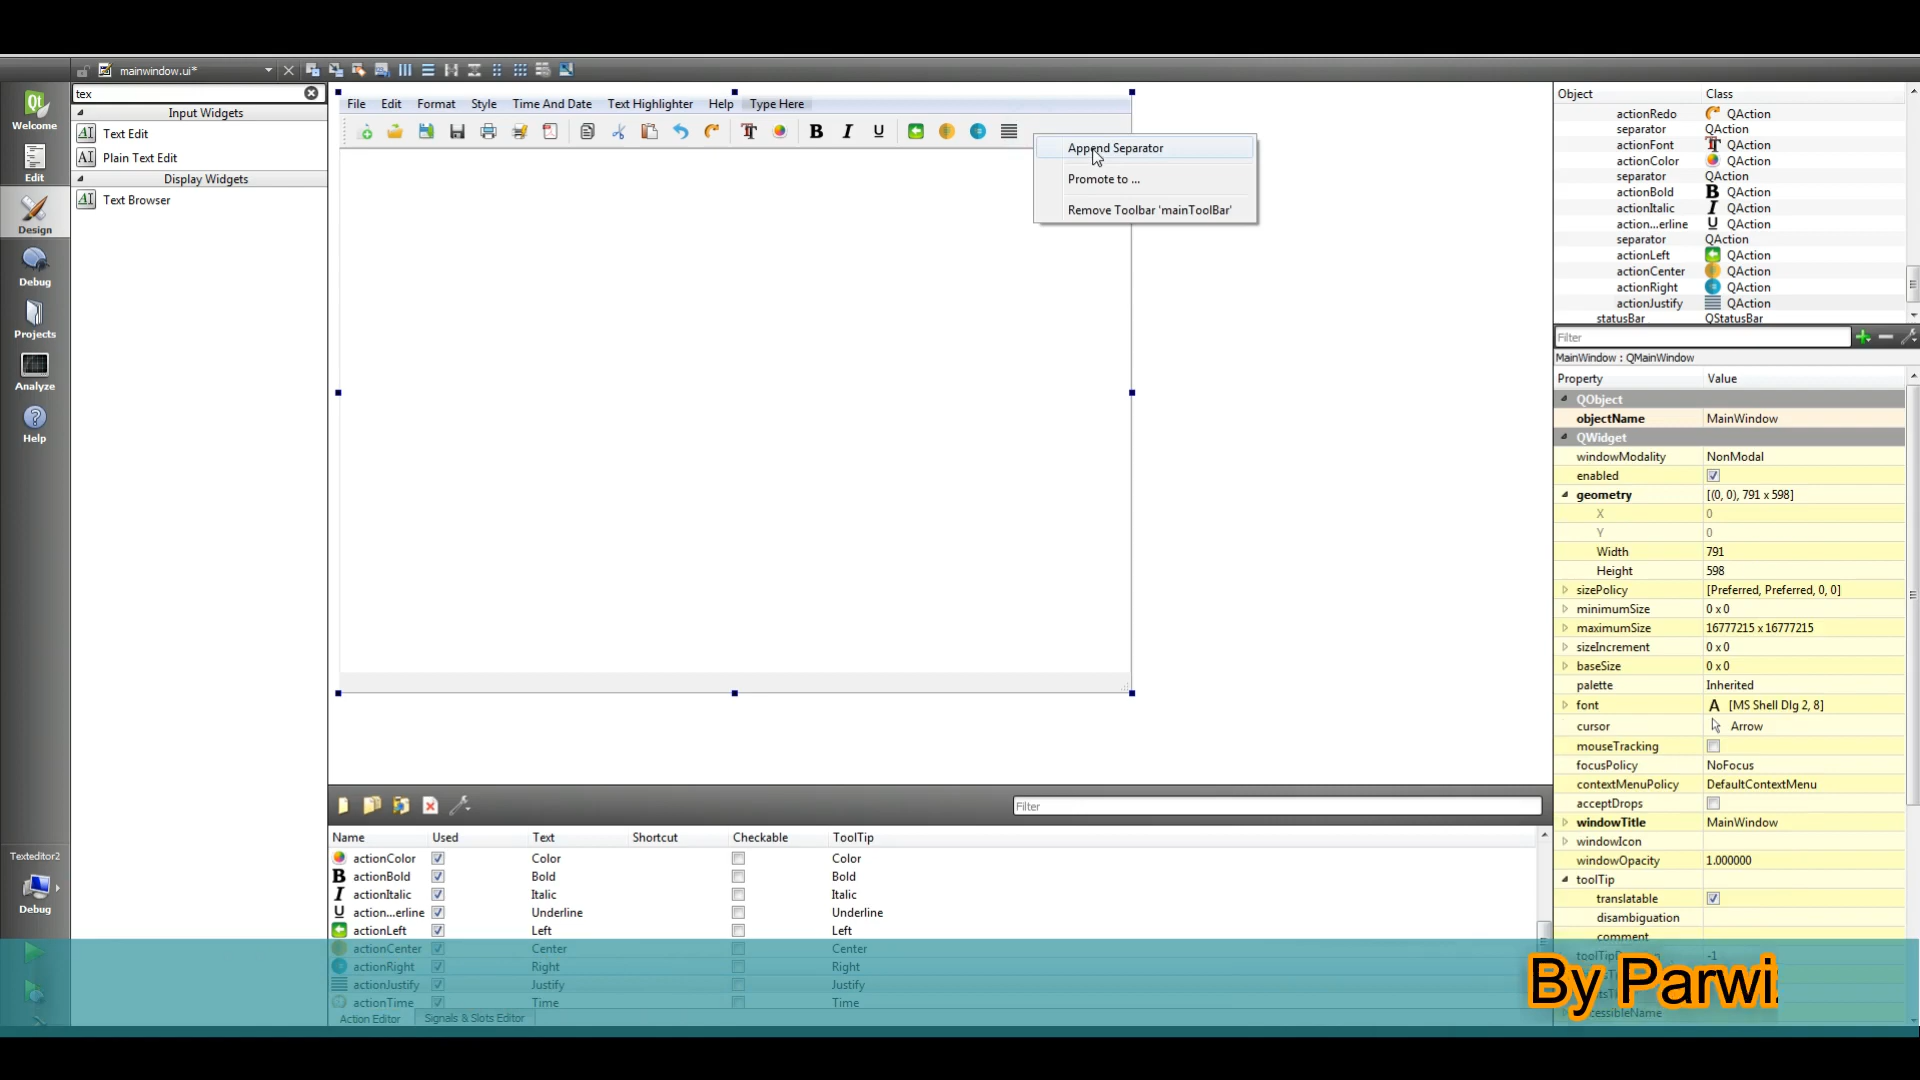 mainwindow.ui*
Welcome
Edit
Design
Debug
Projects
Analyze
Help
Texteditor2
Debug
tex
Input Widgets
Text Edit
Plain Text Edit
Display Widgets
Text Browser
File Edit Format Style Time And Date Text Highlighter Help Type Here
Append Separator
Promote to ...
Remove Toolbar 'mainToolBar'
Object Class
actionRedo QAction
separator QAction
actionFont QAction
actionColor QAction
separator QAction
actionBold QAction
actionItalic QAction
action...erline QAction
separator QAction
actionLeft QAction
actionCenter QAction
actionRight QAction
actionJustify QAction
statusBar QStatusBar
Filter
MainWindow : QMainWindow
Property Value
QObject
objectName MainWindow
QWidget
windowModality NonModal
enabled
geometry [(0, 0), 791 x 598]
X 0
Y 0
Width 791
Height 598
sizePolicy [Preferred, Preferred, 0, 0]
minimumSize 0 x 0
maximumSize 16777215 x 16777215
sizeIncrement 0 x 0
baseSize 0 x 0
palette Inherited
font A [MS Shell Dlg 2, 8]
cursor Arrow
mouseTracking
focusPolicy NoFocus
contextMenuPolicy DefaultContextMenu
acceptDrops
windowTitle MainWindow
windowIcon
windowOpacity 1.000000
toolTip
translatable
disambiguation
comment
-1
Filter
Name Used Text Shortcut Checkable ToolTip
actionColor Color Color
actionBold Bold Bold
actionItalic Italic Italic
action...erline Underline Underline
actionLeft Left Left
actionCenter Center Center
actionRight Right Right
actionJustify Justify Justify
actionTime Time Time
Action Editor Signals & Slots Editor
By Parwi